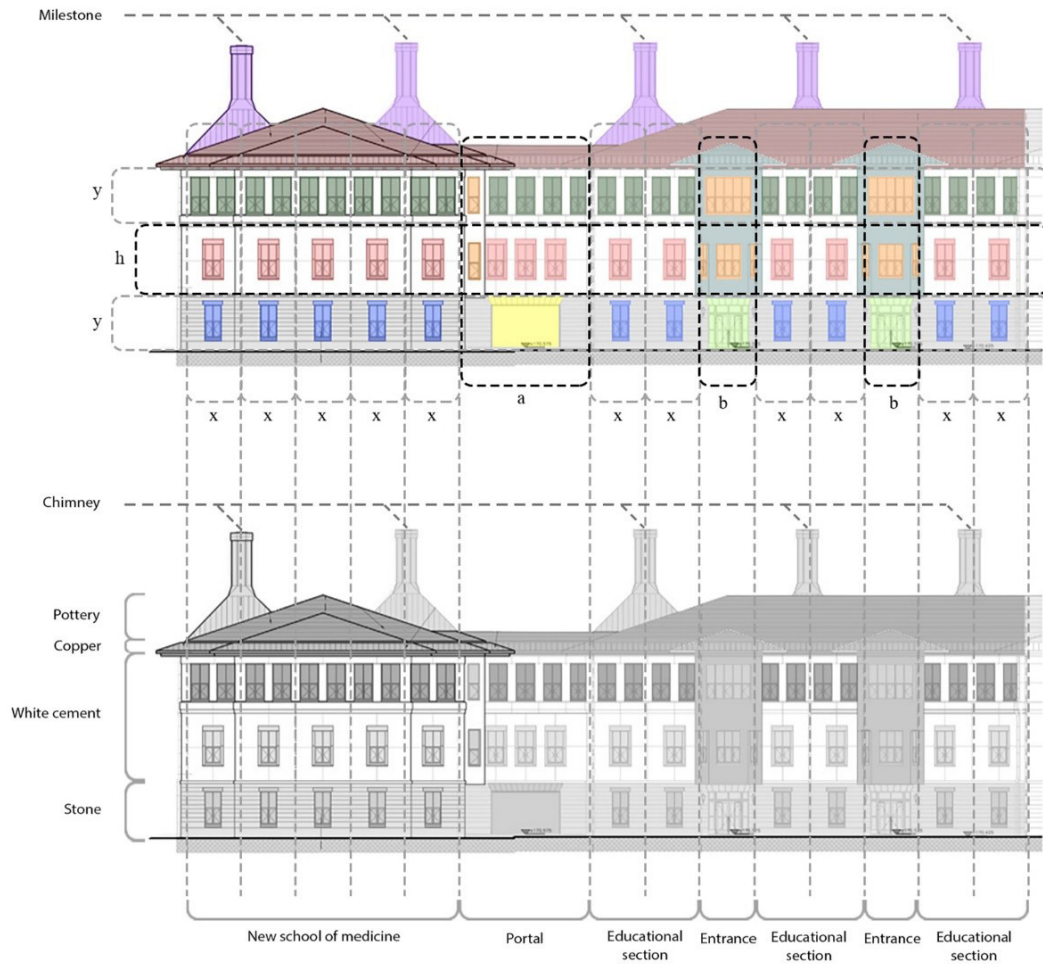 Milestone
y
h
y
x x x x x a x x b x x b x x
Chimney
Pottery
Copper
White cement
Stone
New school of medicine Portal Educational section Entrance Educational section Entrance Educational section